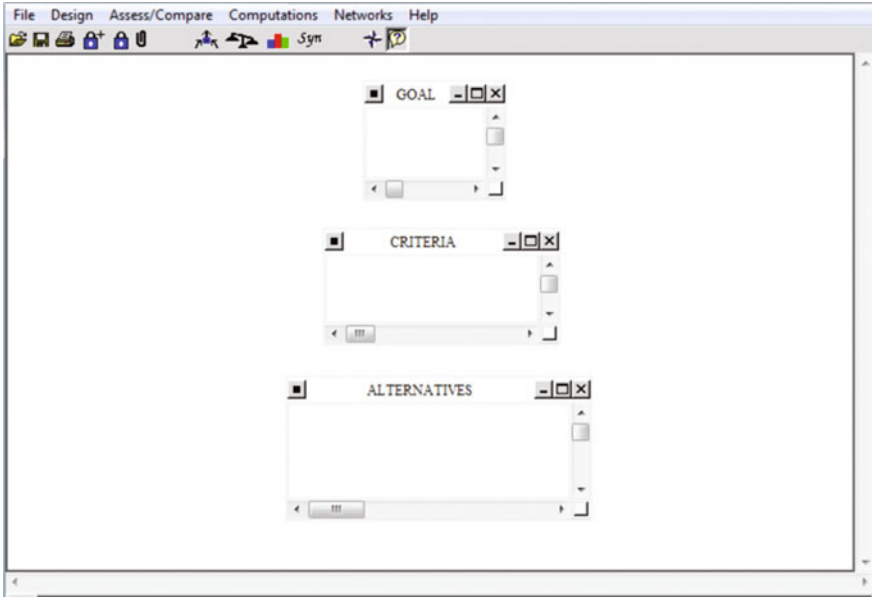 File Design Assess/Compare Computations Networks Help
Syn
GOAL
CRITERIA
ALTERNATIVES